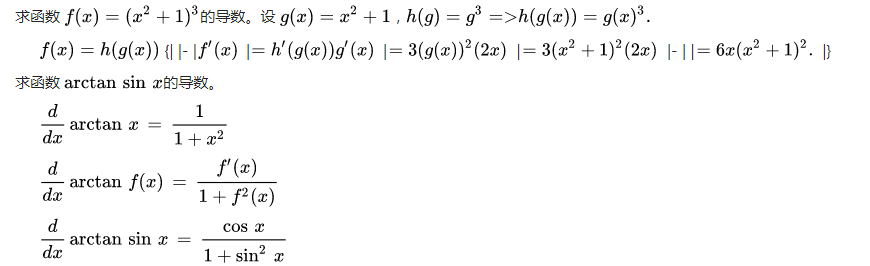 求函数 f(x) = (x² + 1)³的导数。设 g(x) = x² + 1 , h(g) = g³ =>h(g(x)) = g(x)³.
f(x) = h(g(x)) {| |- |f′(x) |= h′(g(x))g′(x) |= 3(g(x))²(2x) |= 3(x² + 1)²(2x) |- | |= 6x(x² + 1)². |}
求函数 arctan sin x的导数。
d/dx arctan x = 1/(1 + x²)
d/dx arctan f(x) = f′(x)/(1 + f²(x))
d/dx arctan sin x = cos x/(1 + sin² x)